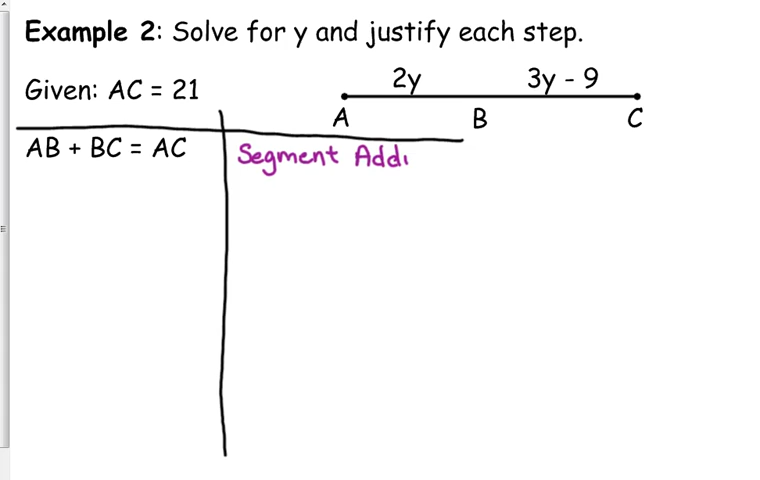 Example 2: Solve for y and justify each step.
Given: AC = 21
2y
3y - 9
A
B
C
AB + BC = AC
Segment Addi